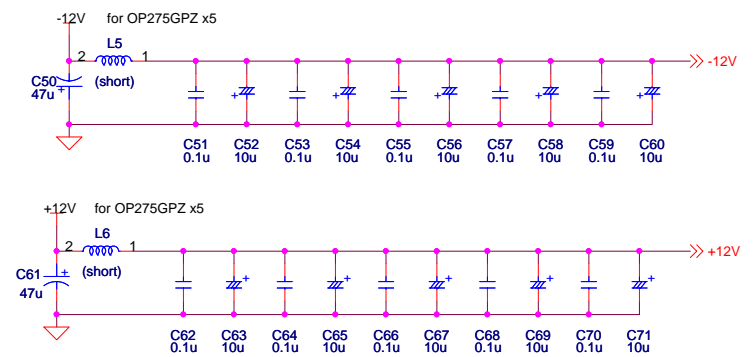 -12V for OP275GPZ x5
L5
2 1
-12V
C50
47u
+
(short)
+ + + + +
C51 C52 C53 C54 C55 C56 C57 C58 C59 C60
0.1u 10u 0.1u 10u 0.1u 10u 0.1u 10u 0.1u 10u
+12V for OP275GPZ x5
L6
2 1
+12V
C61
47u
+
(short)
+ + + + +
C62 C63 C64 C65 C66 C67 C68 C69 C70 C71
0.1u 10u 0.1u 10u 0.1u 10u 0.1u 10u 0.1u 10u